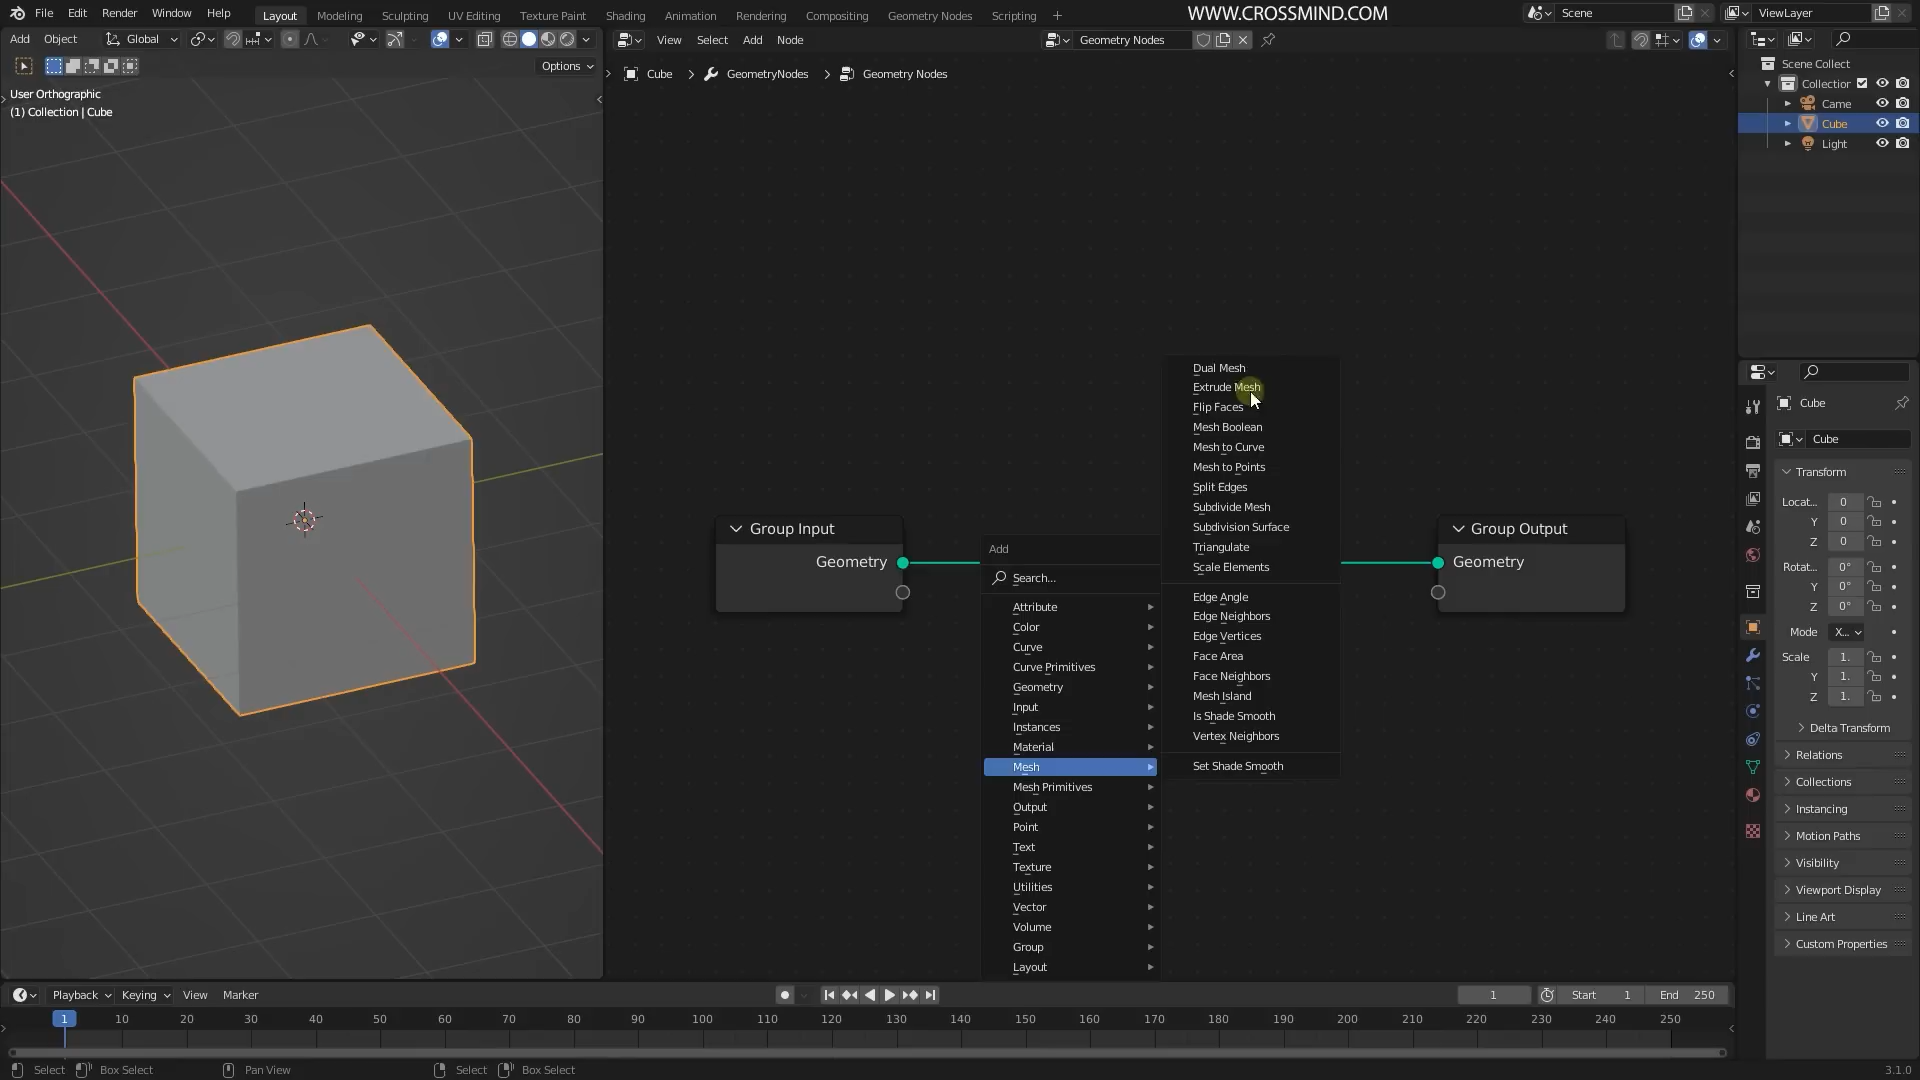 File Edit Render Window Help
Layout Modeling Sculpting UV Editing Texture Paint Shading Animation Rendering Compositing Geometry Nodes Scripting +
WWW.CROSSMIND.COM
Scene
ViewLayer
Add Object Global
Options
User Orthographic
(1) Collection | Cube
View Select Add Node
Geometry Nodes
Cube > GeometryNodes > Geometry Nodes
Group Input
Geometry
Add
Search...
Attribute
Color
Curve
Curve Primitives
Geometry
Input
Instances
Material
Mesh
Mesh Primitives
Output
Point
Text
Texture
Utilities
Vector
Volume
Group
Layout
Dual Mesh
Extrude Mesh
Flip Faces
Mesh Boolean
Mesh to Curve
Mesh to Points
Split Edges
Subdivide Mesh
Subdivision Surface
Triangulate
Scale Elements
Edge Angle
Edge Neighbors
Edge Vertices
Face Area
Face Neighbors
Mesh Island
Is Shade Smooth
Vertex Neighbors
Set Shade Smooth
Group Output
Geometry
Scene Collect
Collection
Came
Cube
Light
Cube
Cube
Transform
Locat... 0
Y 0
Z 0
Rotat... 0°
Y 0°
Z 0°
Mode X...
Scale 1.
Y 1.
Z 1.
Delta Transform
Relations
Collections
Instancing
Motion Paths
Visibility
Viewport Display
Line Art
Custom Properties
Playback Keying View Marker
1
Start 1
End 250
1 10 20 30 40 50 60 70 80 90 100 110 120 130 140 150 160 170 180 190 200 210 220 230 240 250
Select Box Select Pan View Select Box Select
3.1.0